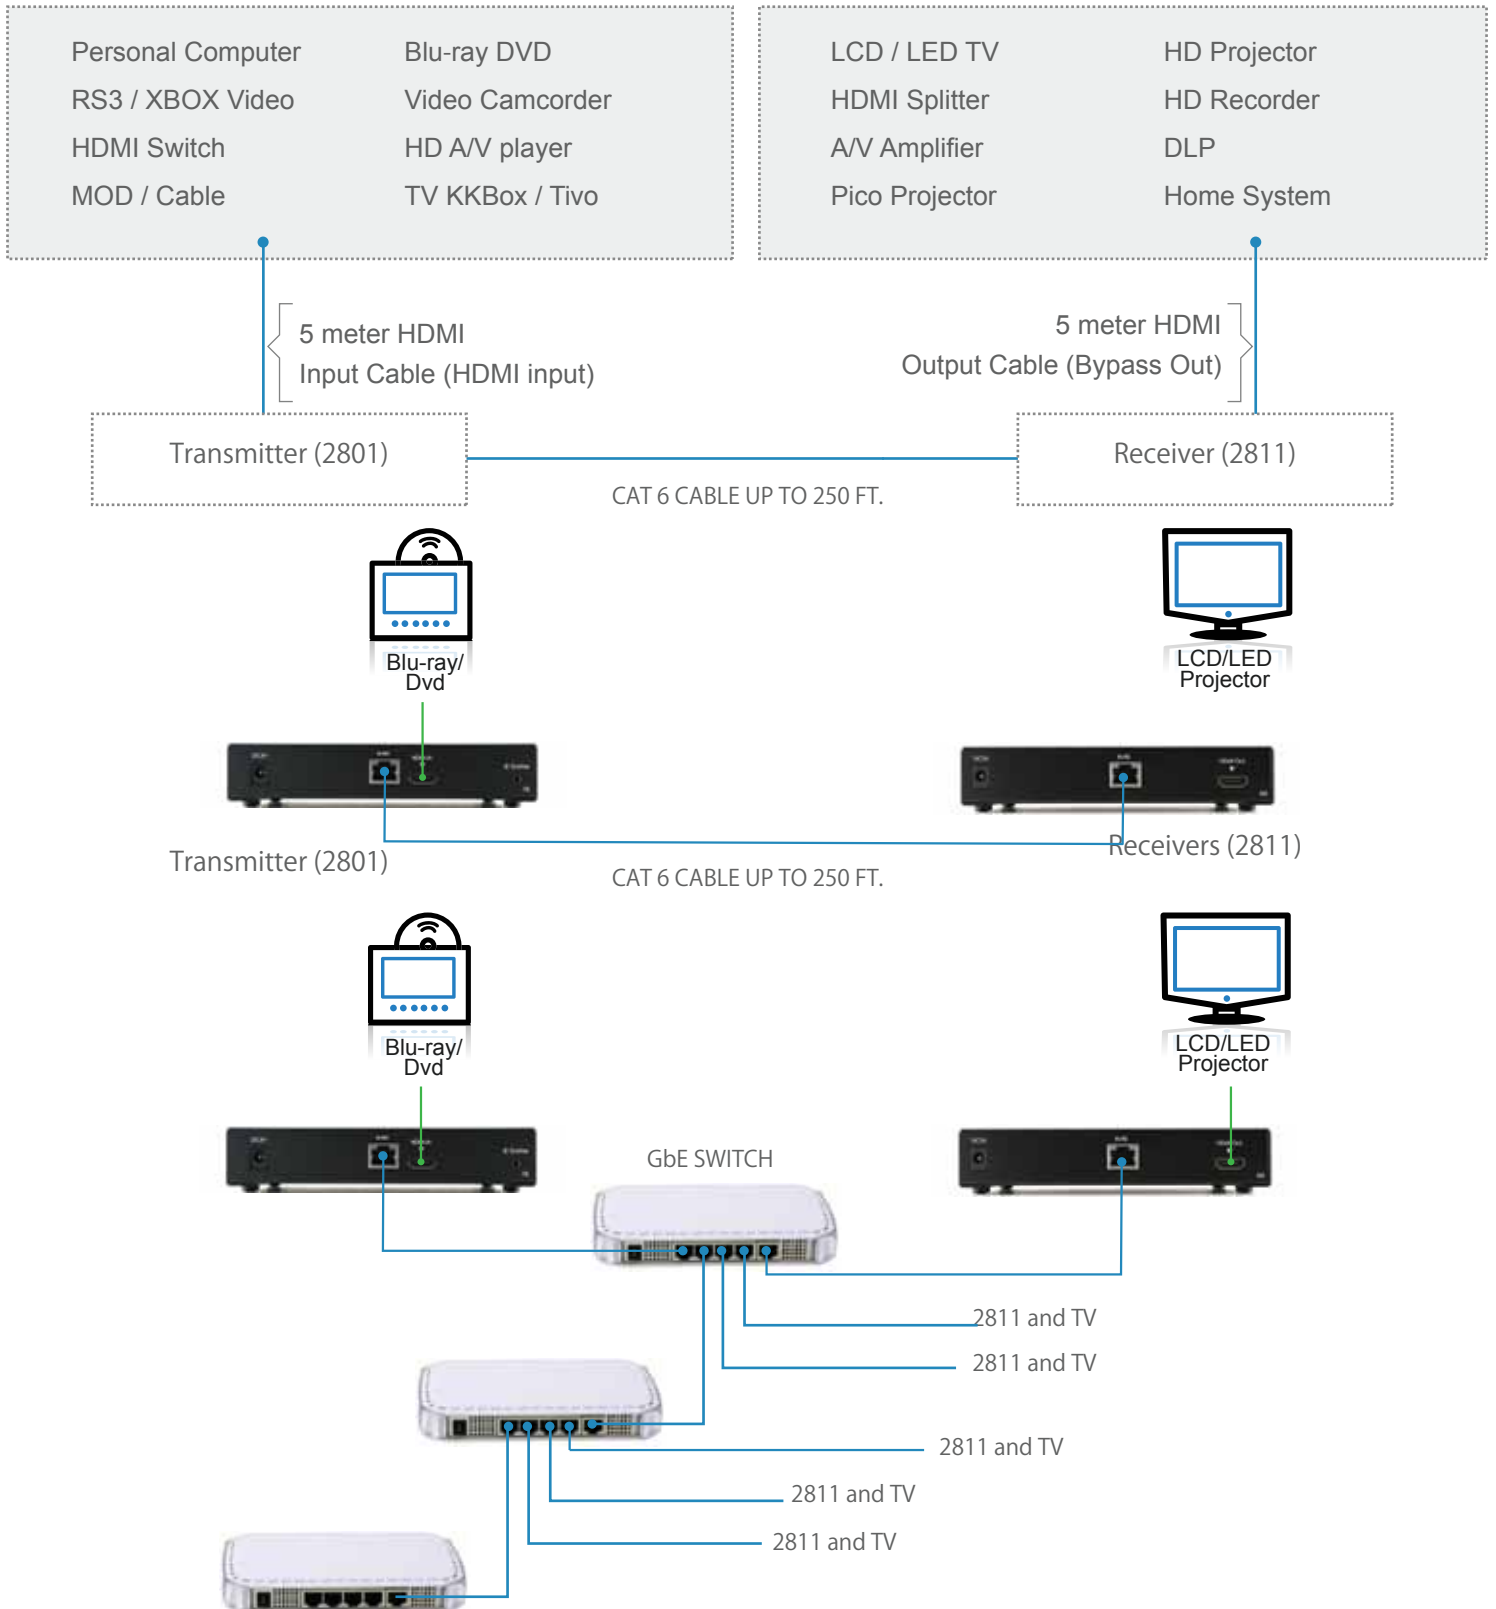 Personal Computer
RS3 / XBOX Video
HDMI Switch
MOD / Cable
Blu-ray DVD
Video Camcorder
HD A/V player
TV KKBox / Tivo
LCD / LED TV
HDMI Splitter
A/V Amplifier
Pico Projector
HD Projector
HD Recorder
DLP
Home System
5 meter HDMI
Input Cable (HDMI input)
5 meter HDMI
Output Cable (Bypass Out)
Transmitter (2801)
Receiver (2811)
CAT 6 CABLE UP TO 250 FT.
Blu-ray/
Dvd
LCD/LED
Projector
Transmitter (2801)
Receivers (2811)
CAT 6 CABLE UP TO 250 FT.
Blu-ray/
Dvd
LCD/LED
Projector
GbE SWITCH
2811 and TV
2811 and TV
2811 and TV
2811 and TV
2811 and TV